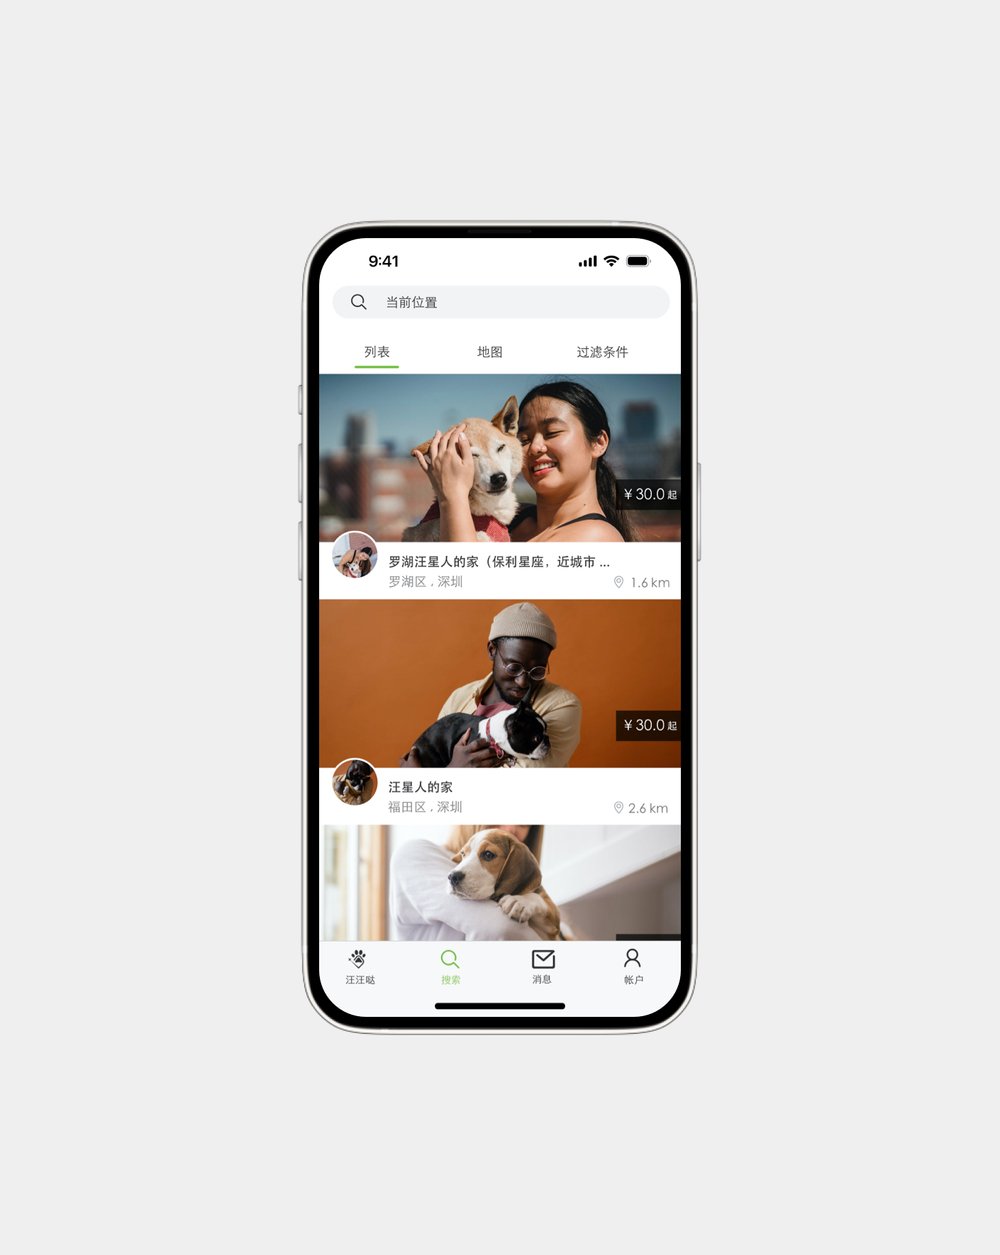 9:41
当前位置
列表 地图 过滤条件
¥ 30.0 起
罗湖汪星人的家（保利星座，近城市 ...
罗湖区 , 深圳 1.6 km
¥ 30.0 起
汪星人的家
福田区 , 深圳 2.6 km
汪汪哒 搜索 消息 帐户